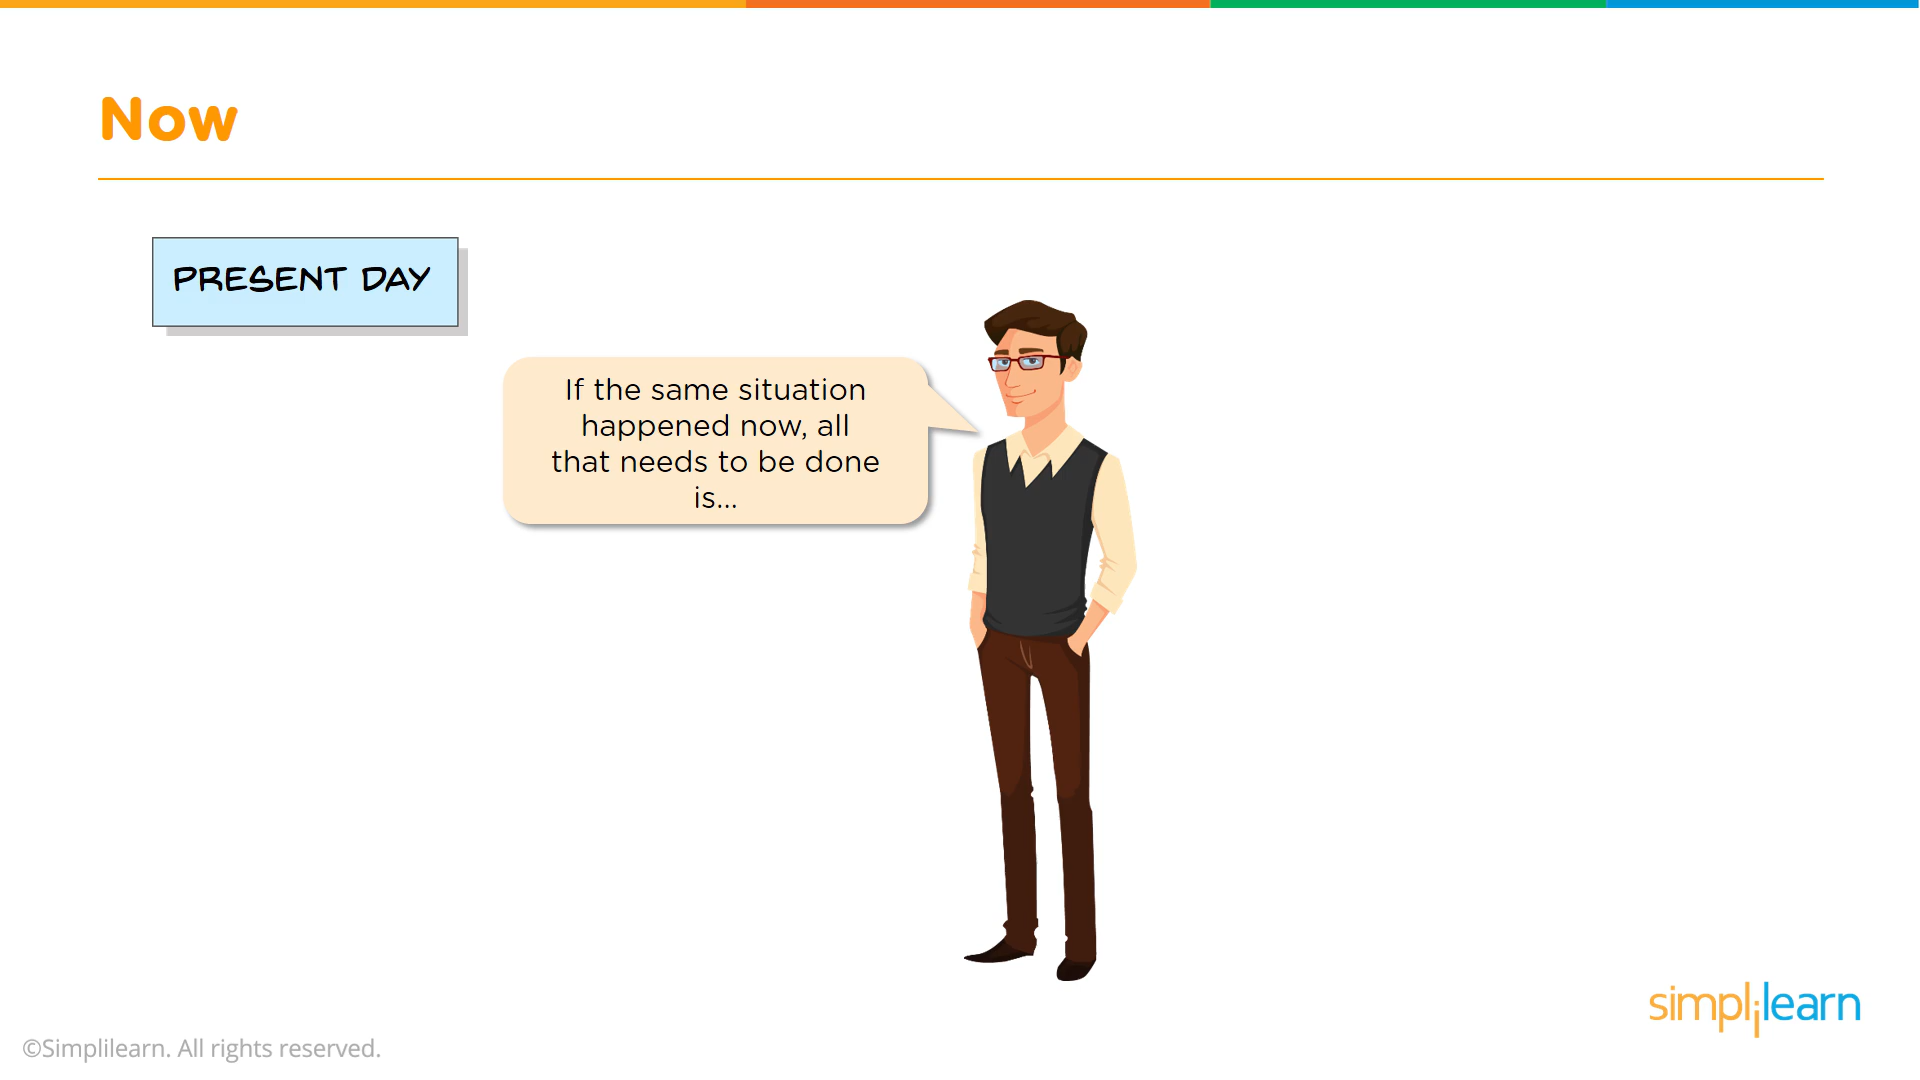 Now
PRESENT DAY
If the same situation
happened now, all
that needs to be done
is...
simplilearn
©Simplilearn. All rights reserved.